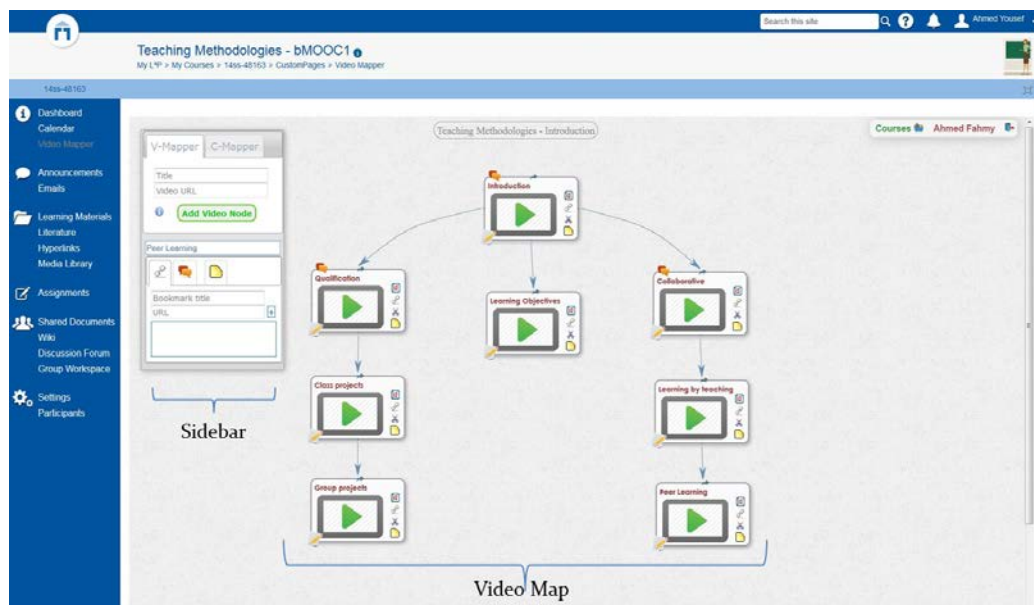 Search this site
Ahmed Yousef
Teaching Methodologies - bMOOC1
My L²P > My Courses > 14ss-48163 > CustomPages > Video Mapper
14ss-48163
Dashboard
Calendar
Video Mapper
Announcements
Emails
Learning Materials
Literature
Hyperlinks
Media Library
Assignments
Shared Documents
Wiki
Discussion Forum
Group Workspace
Settings
Participants
V-Mapper
C-Mapper
Title
Video URL
Add Video Node
Peer Learning
Bookmark title
URL
Sidebar
Teaching Methodologies - Introduction
Courses
Ahmed Fahmy
Introduction
Qualification
Learning Objectives
Collaborative
Class projects
Learning by teaching
Group projects
Peer Learning
Video Map